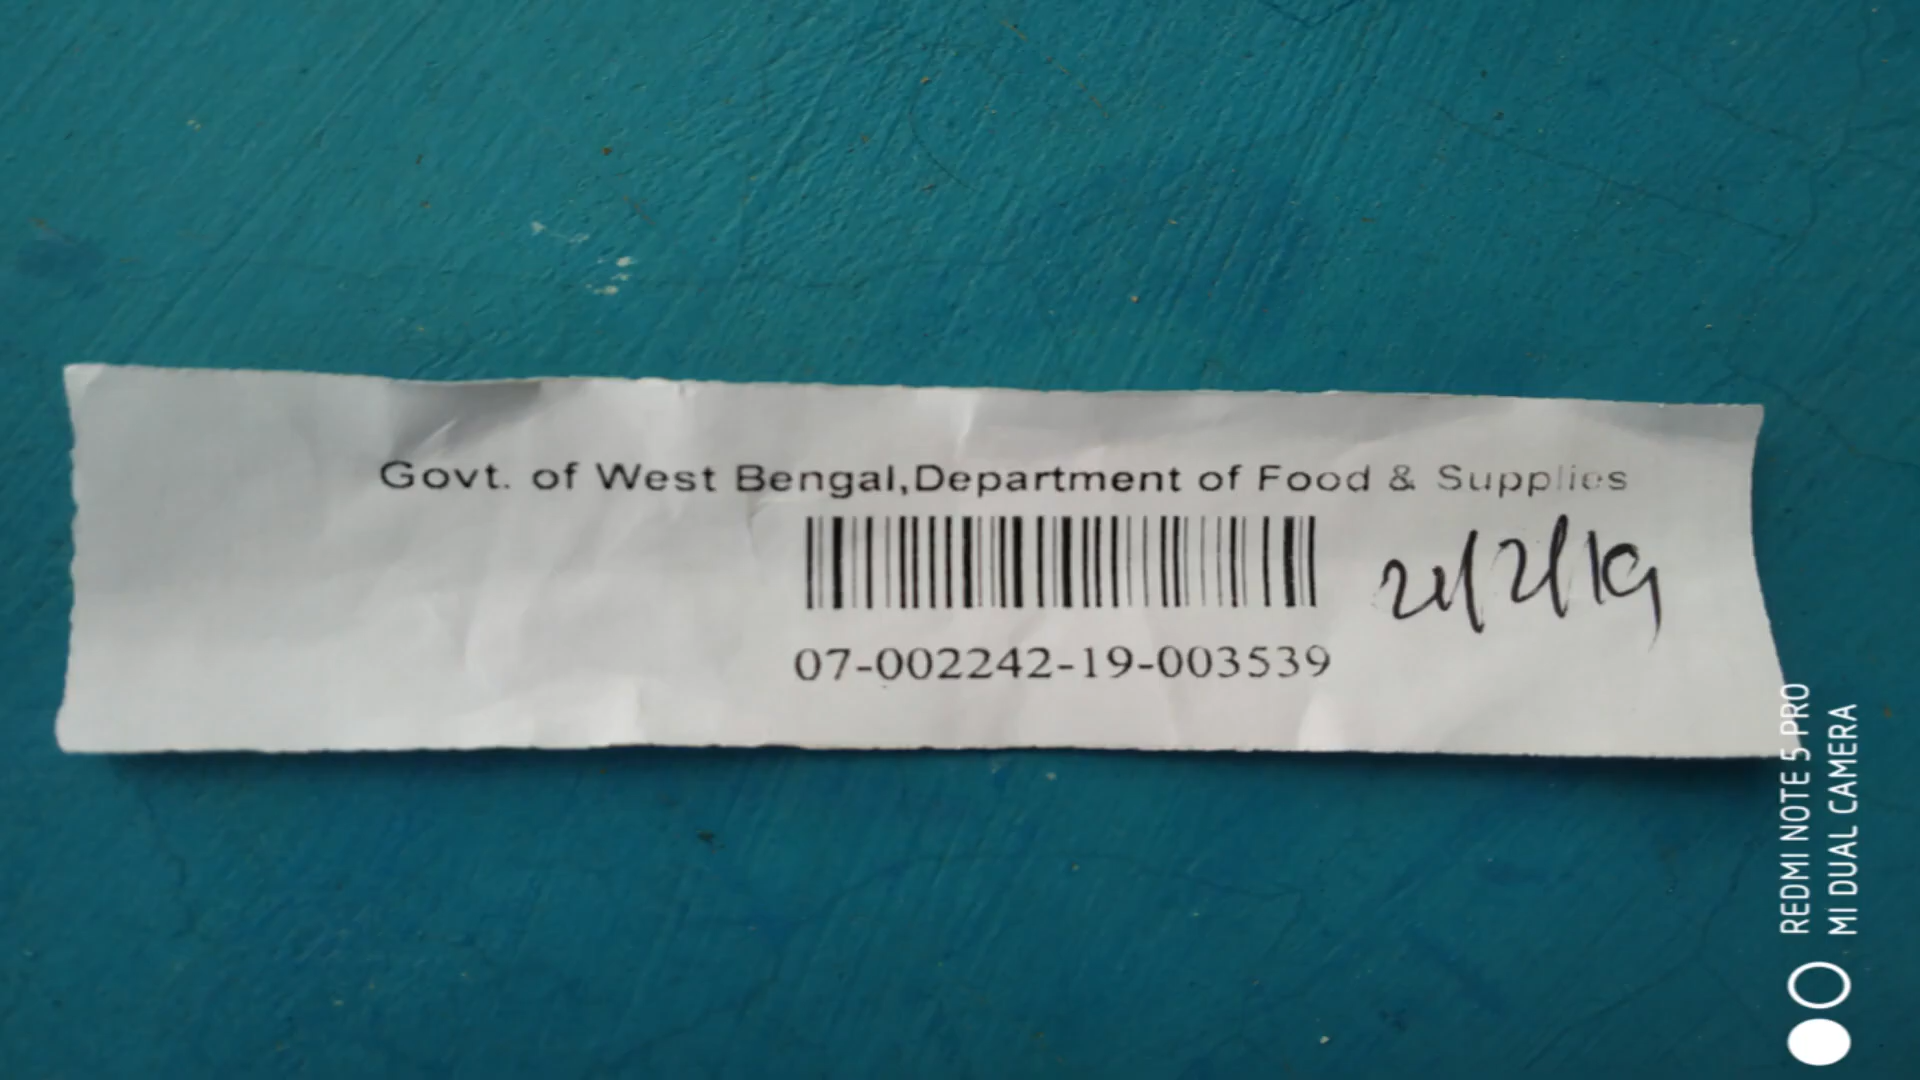 Govt. of West Bengal,Department of Food & Supplies
21/2/19
07-002242-19-003539
REDMI NOTE 5 PRO
MI DUAL CAMERA